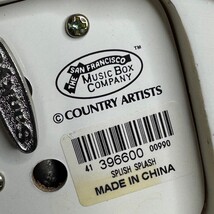 THE SAN FRANCISCO
MUSIC BOX
COMPANY
TM
© COUNTRY ARTISTS
41 396600 00990
SPLISH SPLASH
MADE IN CHINA